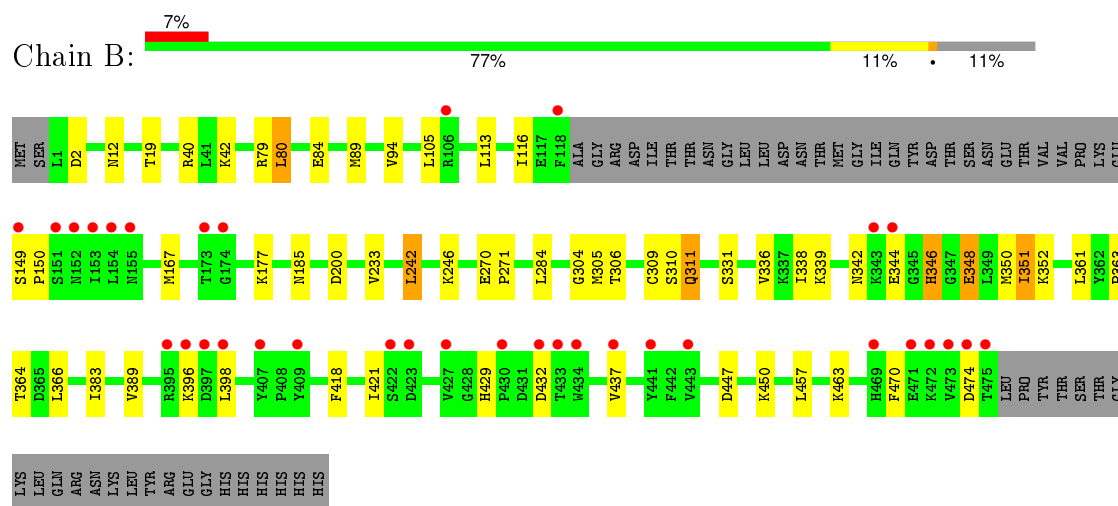 7%
Chain B:
77% 11% • 11%
MET SER L1 D2 N12 T19 R40 L41 K42 R79 L80 E84 M89 V94 L105 R106 L113 I116 E117 F118 ALA GLY ARG ASP ILE THR THR ASN GLY LEU LEU ASP ASN THR MET GLY ILE GLN TYR ASP THR SER ASN GLU THR VAL VAL PRO LYS GLU
S149 P150 S151 N152 I153 L154 N155 M167 T173 G174 K177 N185 D200 V233 L242 K246 E270 P271 L284 G304 M305 T306 C309 S310 Q311 S331 V336 K337 I338 K339 N342 K343 E344 G345 H346 G347 E348 L349 M350 I351 K352 L361 Y362 P363
T364 D365 L366 I383 V389 R395 K396 D397 L398 Y407 P408 Y409 F418 I421 S422 D423 V427 G428 H429 P430 D431 D432 T433 W434 V437 Y441 F442 V443 D447 K450 L457 K463 H469 F470 E471 K472 V473 D474 T475 LEU PRO TYR THR SER THR GLY
LYS LEU GLN ARG ASN LYS LEU TYR ARG GLU GLY HIS HIS HIS HIS HIS HIS